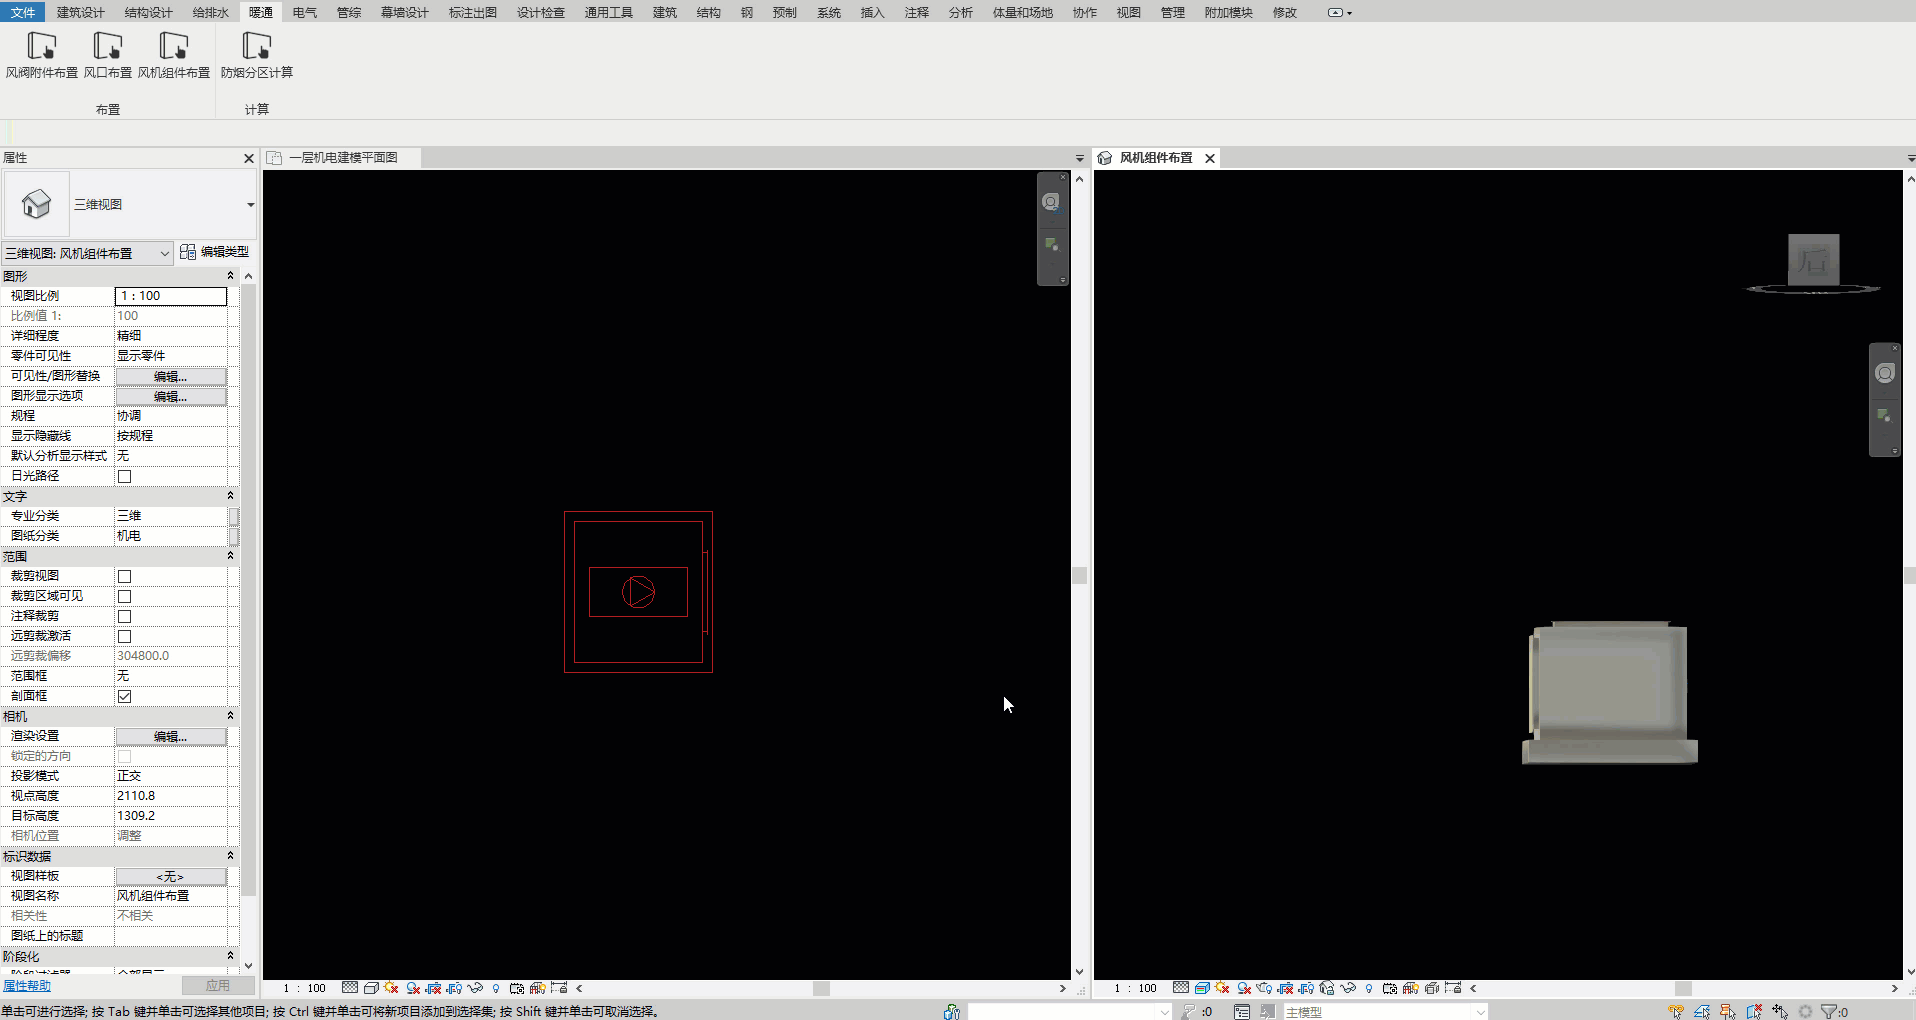 文件 建筑设计 结构设计 给排水 暖通 电气 管综 幕墙设计 标注出图 设计检查 通用工具 建筑 结构 钢 预制 系统 插入 注释 分析 体量和场地 协作 视图 管理 附加模块 修改
风阀附件布置 风口布置 风机组件布置 防烟分区计算
布置 计算
属性
一层机电建模平面图
风机组件布置
三维视图
三维视图: 风机组件布置 编辑类型
图形
视图比例 1 : 100
比例值 1: 100
详细程度 精细
零件可见性 显示零件
可见性/图形替换 编辑...
图形显示选项 编辑...
规程 协调
显示隐藏线 按规程
默认分析显示样式 无
日光路径
文字
专业分类 三维
图纸分类 机电
范围
裁剪视图
裁剪区域可见
注释裁剪
远剪裁激活
远剪裁偏移 304800.0
范围框 无
剖面框
相机
渲染设置 编辑...
锁定的方向
投影模式 正交
视点高度 2110.8
目标高度 1309.2
相机位置 调整
标识数据
视图样板 <无>
视图名称 风机组件布置
相关性 不相关
图纸上的标题
阶段化
属性帮助 应用
后
1 : 100
1 : 100
单击可进行选择; 按 Tab 键并单击可选择其他项目; 按 Ctrl 键并单击可将新项目添加到选择集; 按 Shift 键并单击可取消选择。
:0 主模型 :0